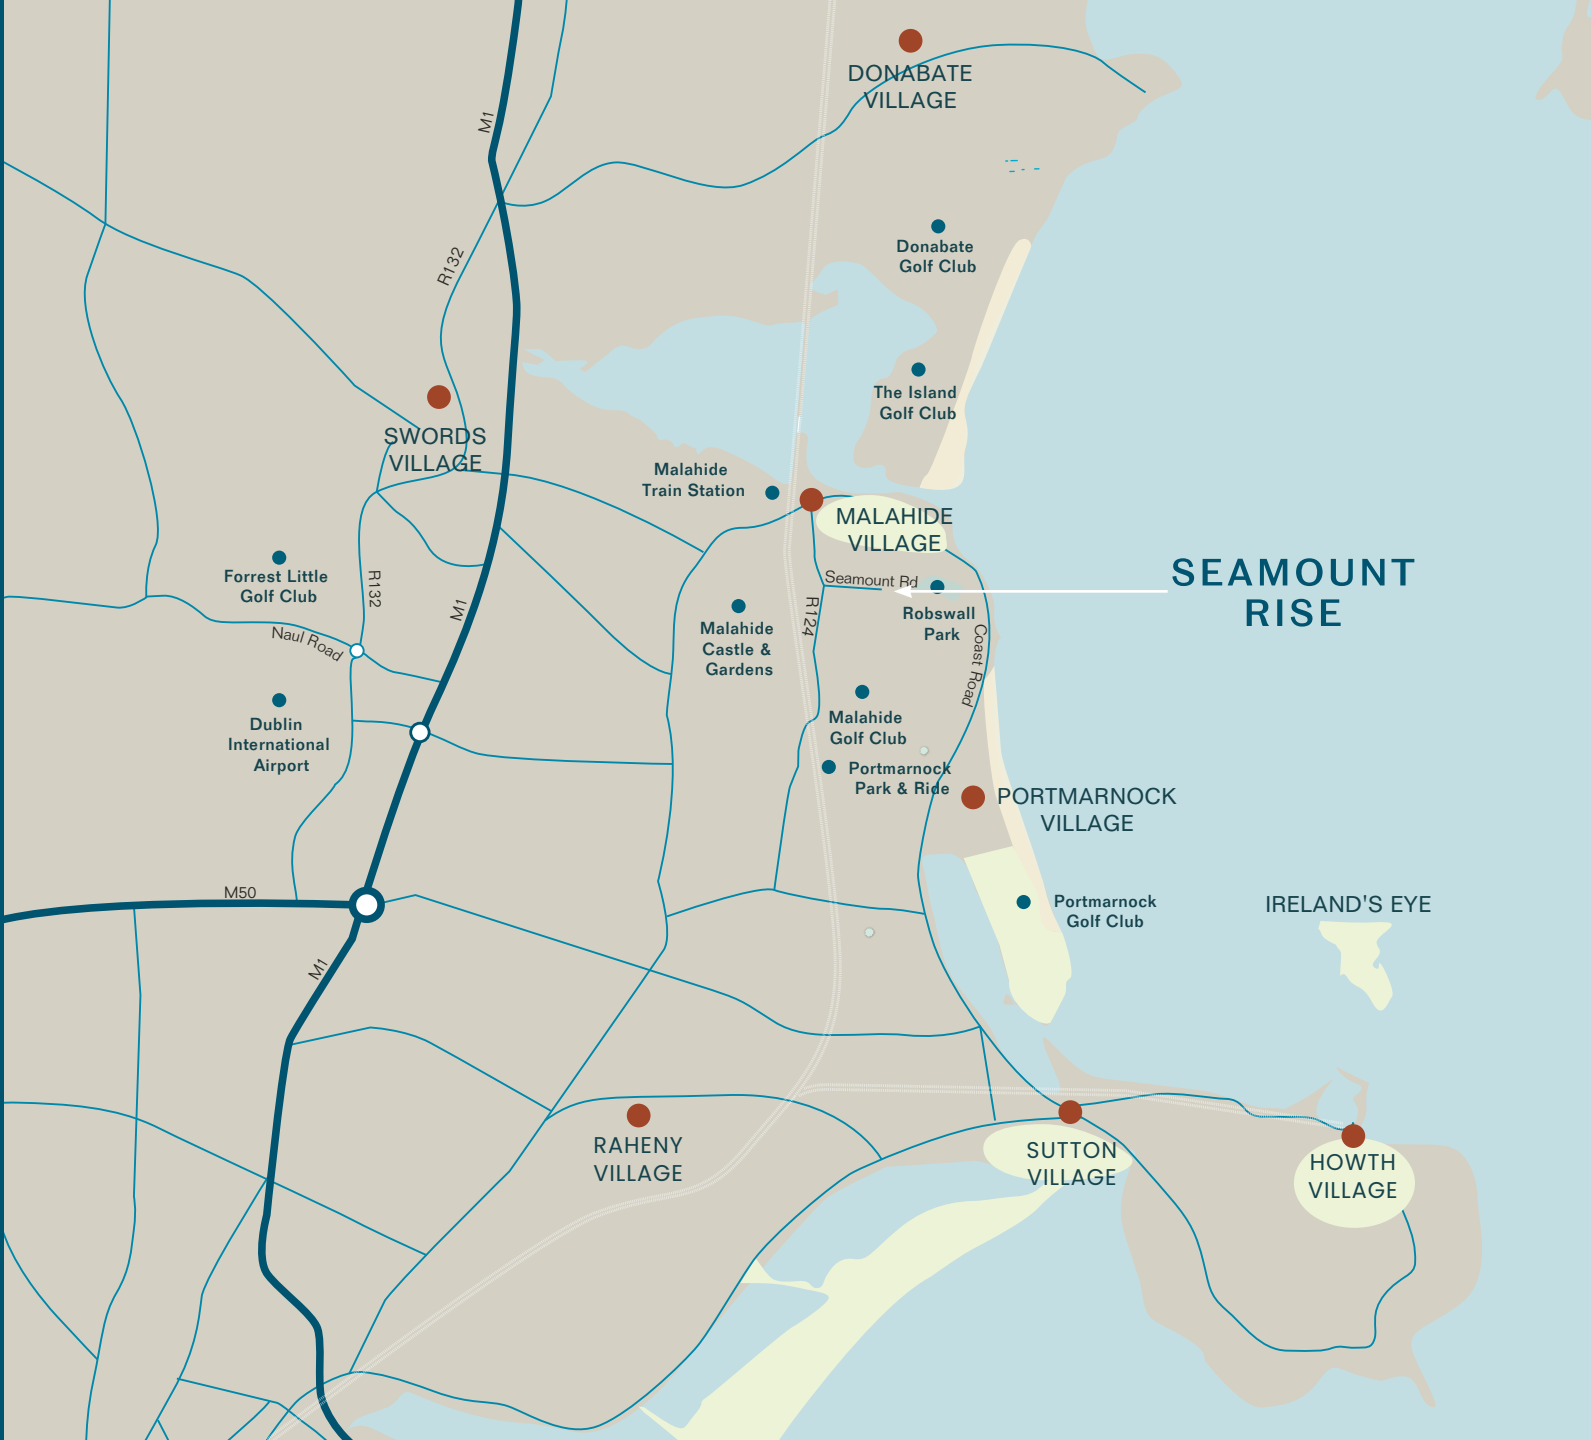 DONABATE
VILLAGE
M1
Donabate
Golf Club
R132
The Island
Golf Club
SWORDS
VILLAGE
Malahide
Train Station
MALAHIDE
VILLAGE
Forrest Little
Golf Club
R132
M1
Seamount Rd
SEAMOUNT
RISE
Robswall
Park
R124
Malahide
Castle &
Gardens
Coast Road
Naul Road
Dublin
International
Airport
Malahide
Golf Club
Portmarnock
Park & Ride
PORTMARNOCK
VILLAGE
M50
Portmarnock
Golf Club
IRELAND'S EYE
M1
RAHENY
VILLAGE
SUTTON
VILLAGE
HOWTH
VILLAGE